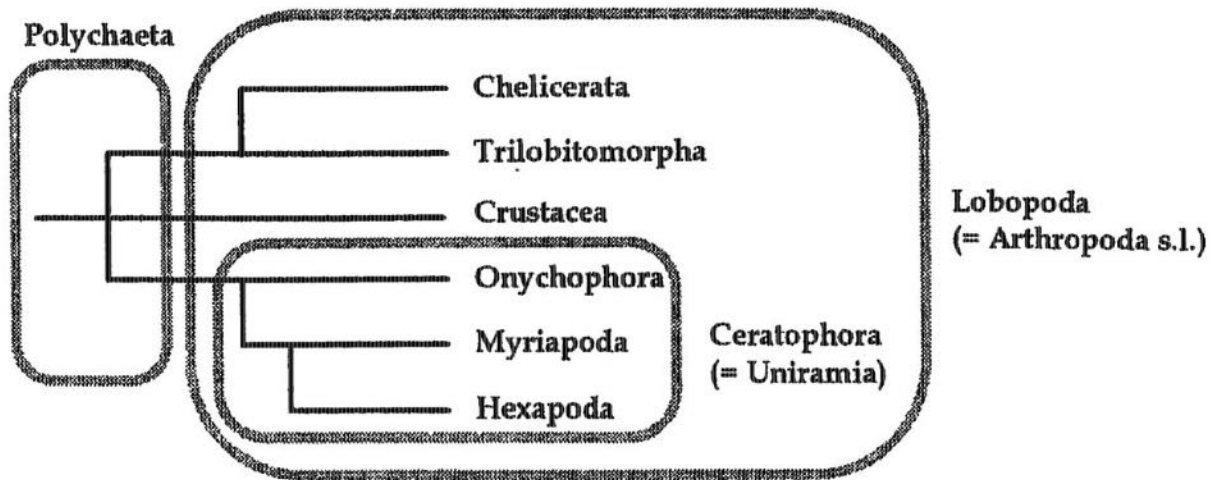 Polychaeta
Chelicerata
Trilobitomorpha
Crustacea
Lobopoda
(= Arthropoda s.l.)
Onychophora
Myriapoda
Ceratophora
(= Uniramia)
Hexapoda